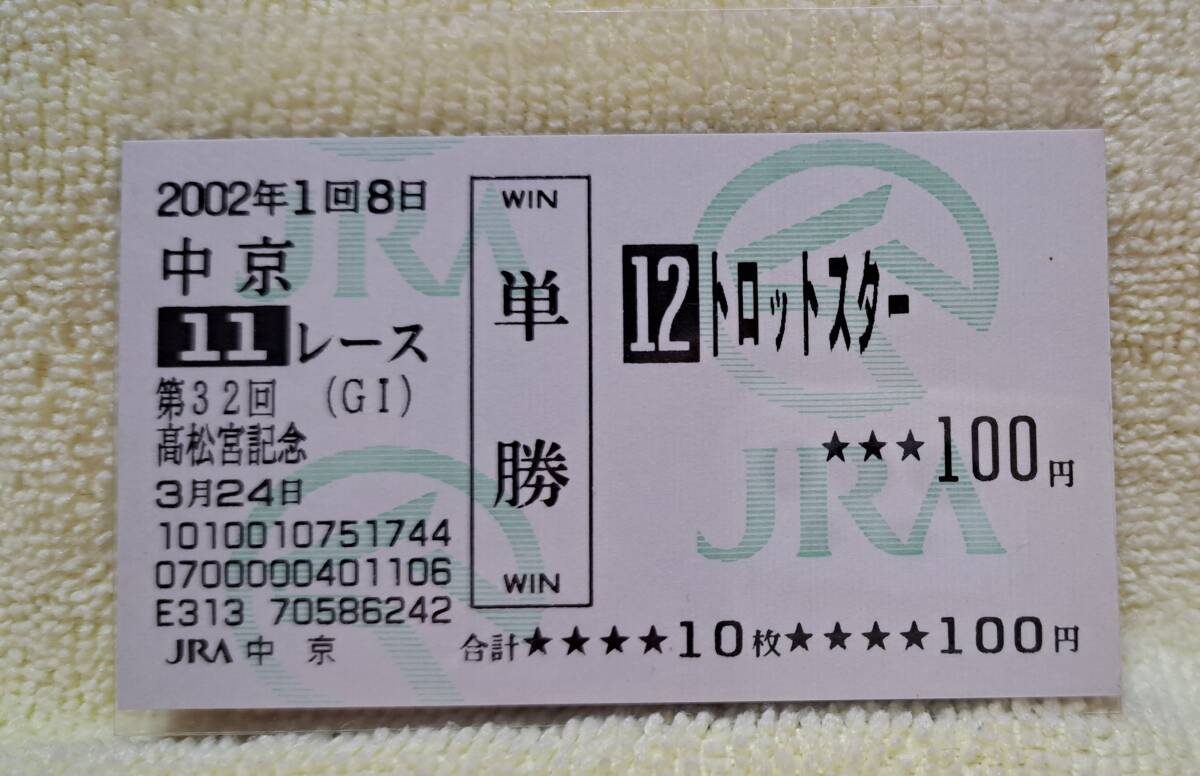 2002年1回8日
中京
11レース
第32回 (GI)
高松宮記念
3月24日
1010010751744
0700000401106
E313 70586242
JRA 中 京
WIN
単勝
WIN
12 トロットスター
★★★100円
合計★★★★10枚★★★★100円
JRA
JRA